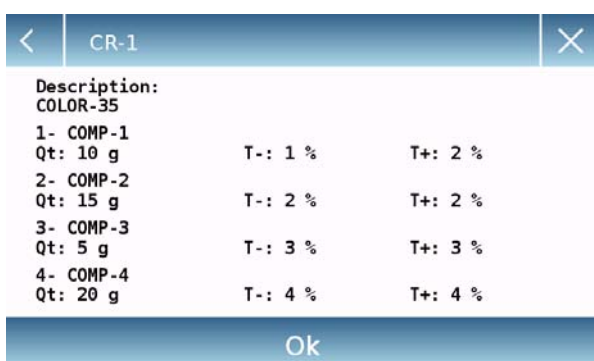 CR-1
Description:
COLOR-35
1- COMP-1
Qt: 10 g T-: 1 % T+: 2 %
2- COMP-2
Qt: 15 g T-: 2 % T+: 2 %
3- COMP-3
Qt: 5 g T-: 3 % T+: 3 %
4- COMP-4
Qt: 20 g T-: 4 % T+: 4 %
Ok